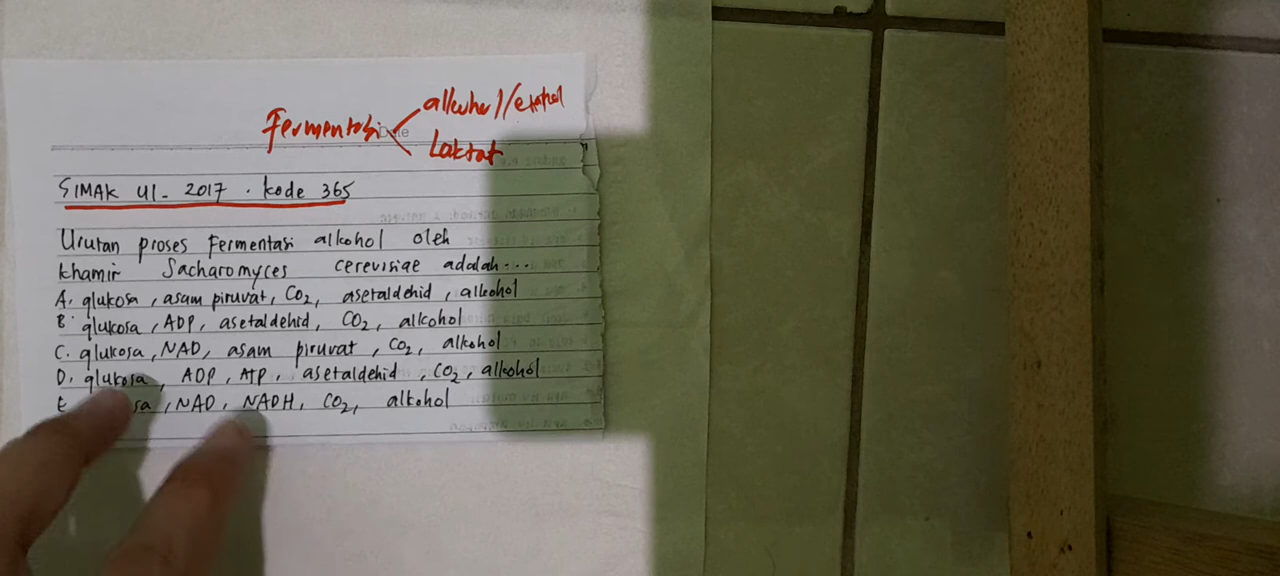 Fermentasi
alkohol/etanol
Laktat
SIMAK UI - 2017 . kode 365
Urutan proses Fermentasi alkohol oleh
khamir Sacharomyces cerevisiae adalah...
A. glukosa, asam piruvat, CO2, asetaldehid, alkohol
B. glukosa, ADP, asetaldehid, CO2, alkohol
C. glukosa, NAD, asam piruvat, CO2, alkohol
D. glukosa, ADP, ATP, asetaldehid, CO2, alkohol
sa, NAD, NADH, CO2, alkohol